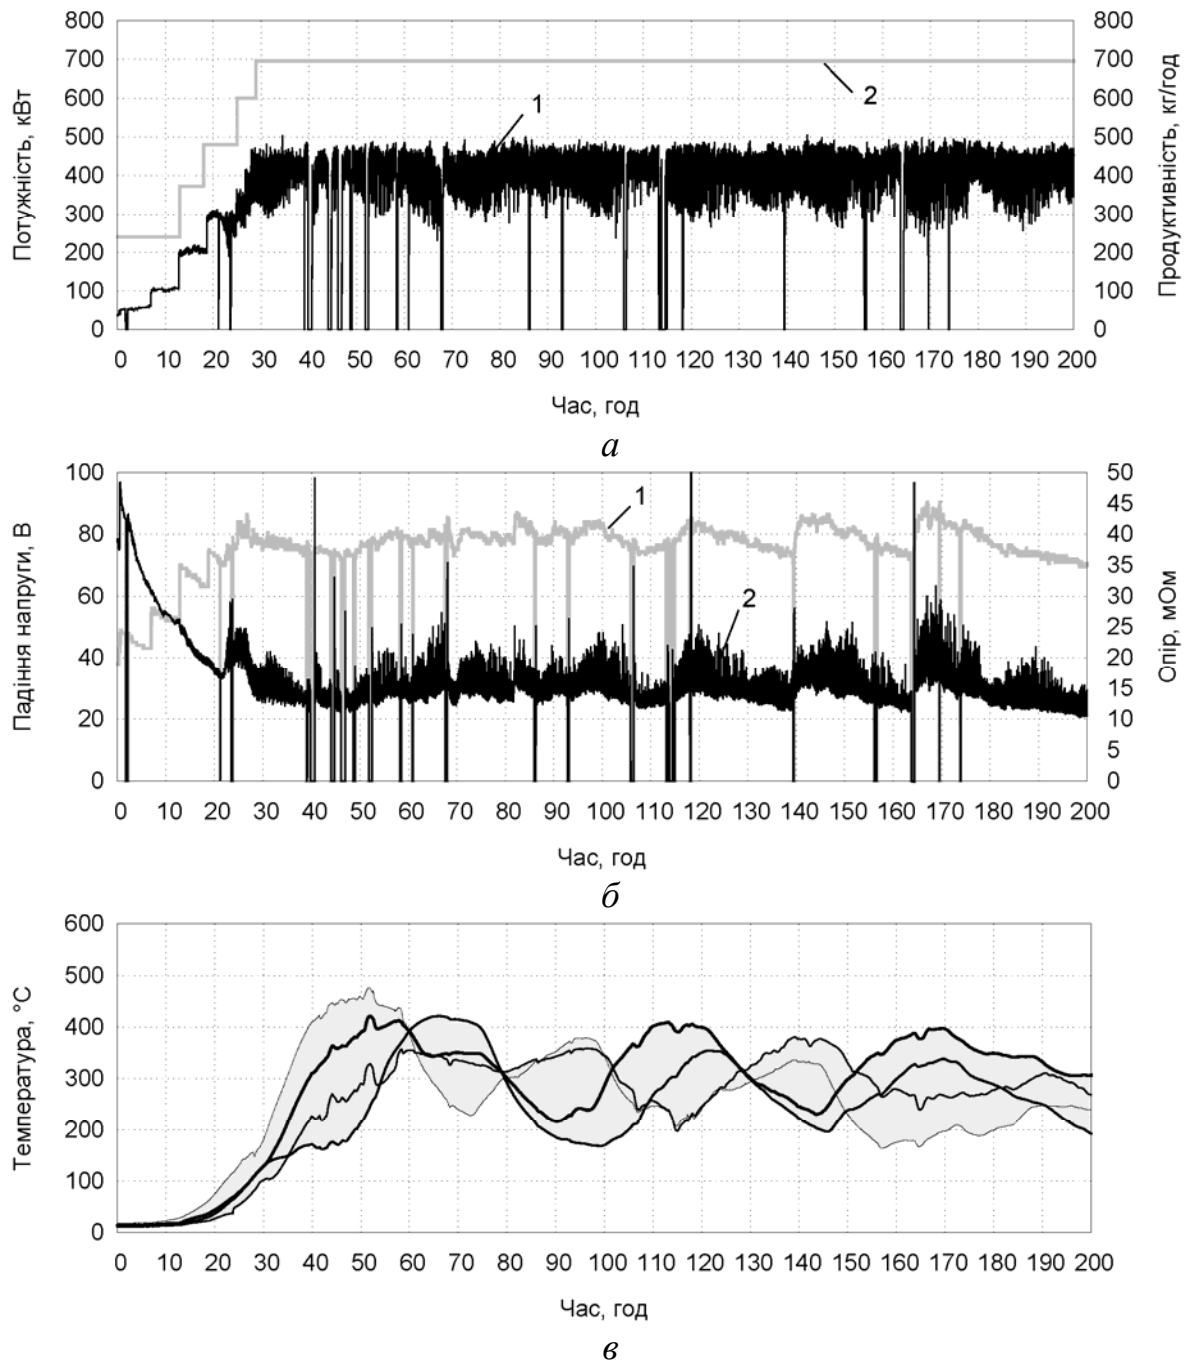 800 800
700 700
600 600
500 500
400 400
300 300
200 200
100 100
0 0
Потужність, кВт
Продуктивність, кг/год
1
2
0 10 20 30 40 50 60 70 80 90 100 110 120 130 140 150 160 170 180 190 200
Час, год
а
100 50
45
80 40
35
60 30
25
40 20
15
20 10
5
0 0
Падіння напруги, В
Опір, мОм
1
2
0 10 20 30 40 50 60 70 80 90 100 110 120 130 140 150 160 170 180 190 200
Час, год
б
600
500
400
300
200
100
0
Температура, °С
0 10 20 30 40 50 60 70 80 90 100 110 120 130 140 150 160 170 180 190 200
Час, год
в